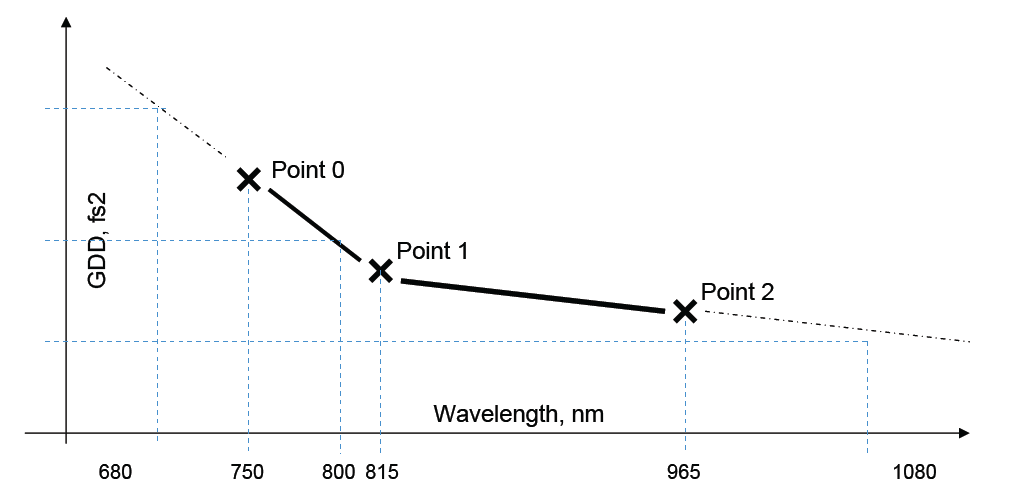 Point 0
GDD, fs2
Point 1
Point 2
Wavelength, nm
680 750 800 815 965 1080